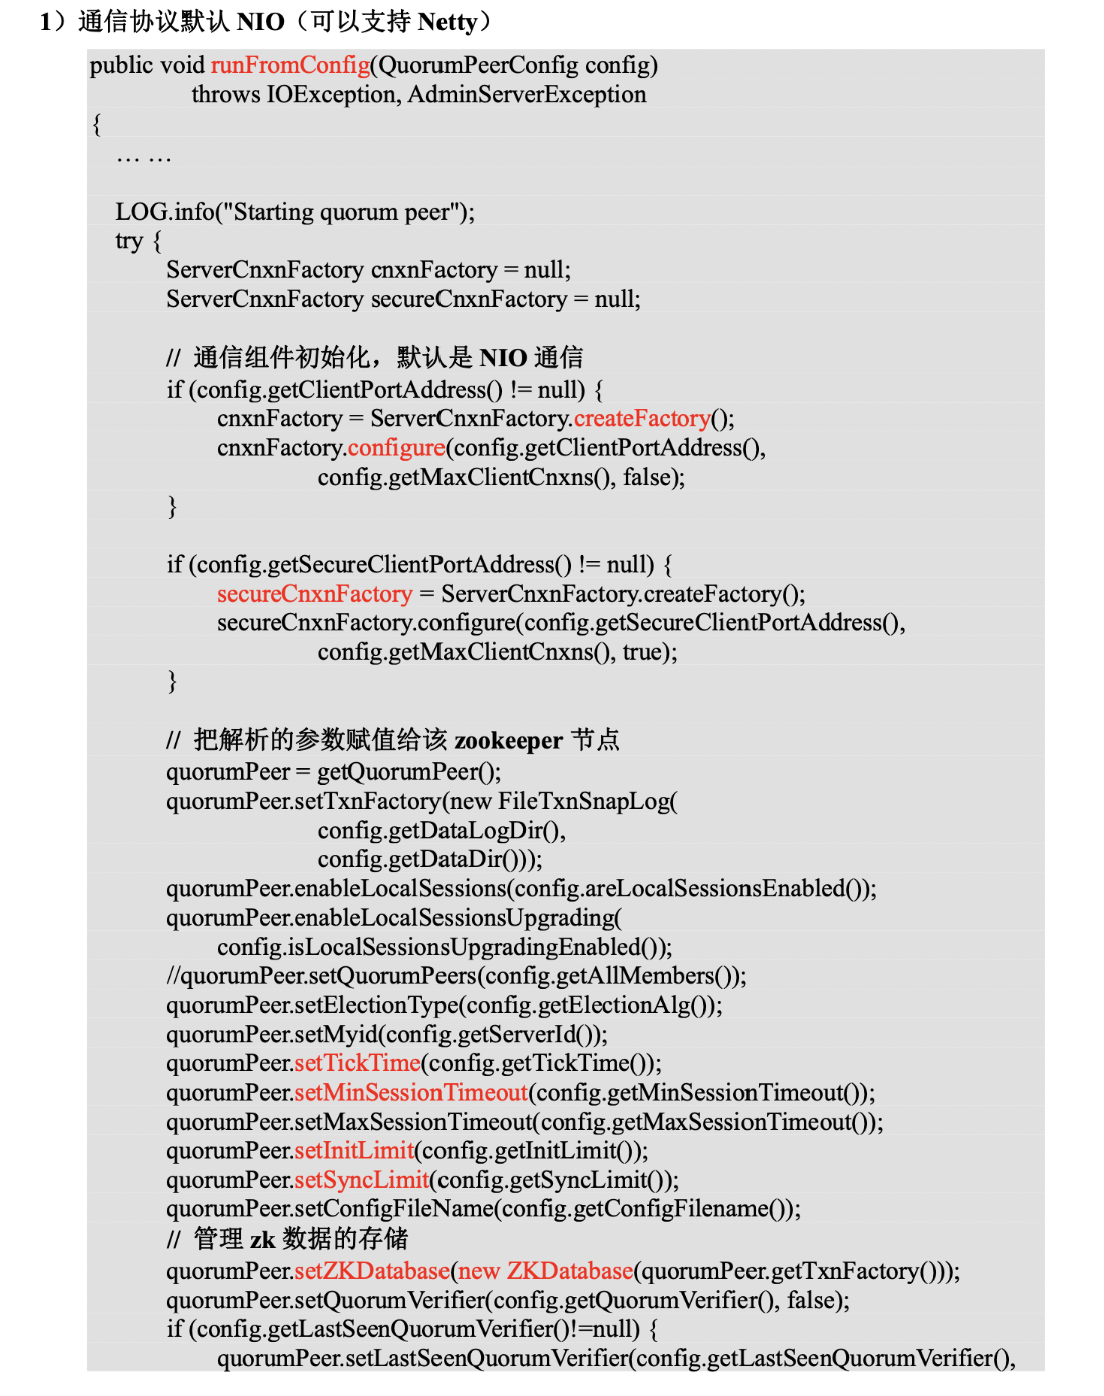 1）通信协议默认 NIO（可以支持 Netty）
public void runFromConfig(QuorumPeerConfig config)
throws IOException, AdminServerException
{
… …
LOG.info("Starting quorum peer");
try {
ServerCnxnFactory cnxnFactory = null;
ServerCnxnFactory secureCnxnFactory = null;
// 通信组件初始化，默认是 NIO 通信
if (config.getClientPortAddress() != null) {
cnxnFactory = ServerCnxnFactory.createFactory();
cnxnFactory.configure(config.getClientPortAddress(),
config.getMaxClientCnxns(), false);
}
if (config.getSecureClientPortAddress() != null) {
secureCnxnFactory = ServerCnxnFactory.createFactory();
secureCnxnFactory.configure(config.getSecureClientPortAddress(),
config.getMaxClientCnxns(), true);
}
// 把解析的参数赋值给该 zookeeper 节点
quorumPeer = getQuorumPeer();
quorumPeer.setTxnFactory(new FileTxnSnapLog(
config.getDataLogDir(),
config.getDataDir()));
quorumPeer.enableLocalSessions(config.areLocalSessionsEnabled());
quorumPeer.enableLocalSessionsUpgrading(
config.isLocalSessionsUpgradingEnabled());
//quorumPeer.setQuorumPeers(config.getAllMembers());
quorumPeer.setElectionType(config.getElectionAlg());
quorumPeer.setMyid(config.getServerId());
quorumPeer.setTickTime(config.getTickTime());
quorumPeer.setMinSessionTimeout(config.getMinSessionTimeout());
quorumPeer.setMaxSessionTimeout(config.getMaxSessionTimeout());
quorumPeer.setInitLimit(config.getInitLimit());
quorumPeer.setSyncLimit(config.getSyncLimit());
quorumPeer.setConfigFileName(config.getConfigFilename());
// 管理 zk 数据的存储
quorumPeer.setZKDatabase(new ZKDatabase(quorumPeer.getTxnFactory()));
quorumPeer.setQuorumVerifier(config.getQuorumVerifier(), false);
if (config.getLastSeenQuorumVerifier()!=null) {
quorumPeer.setLastSeenQuorumVerifier(config.getLastSeenQuorumVerifier(),